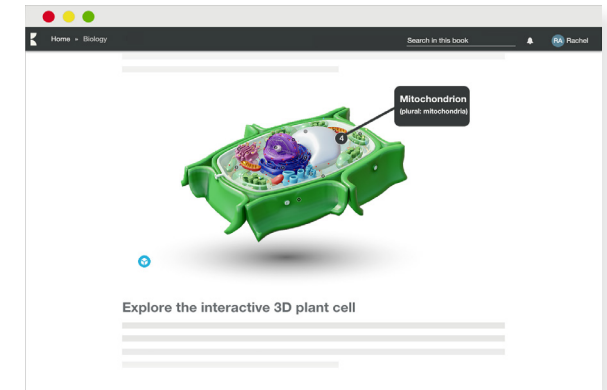 Home » Biology
Search in this book
RA Rachel
Mitochondrion
(plural: mitochondria)
4
Explore the interactive 3D plant cell